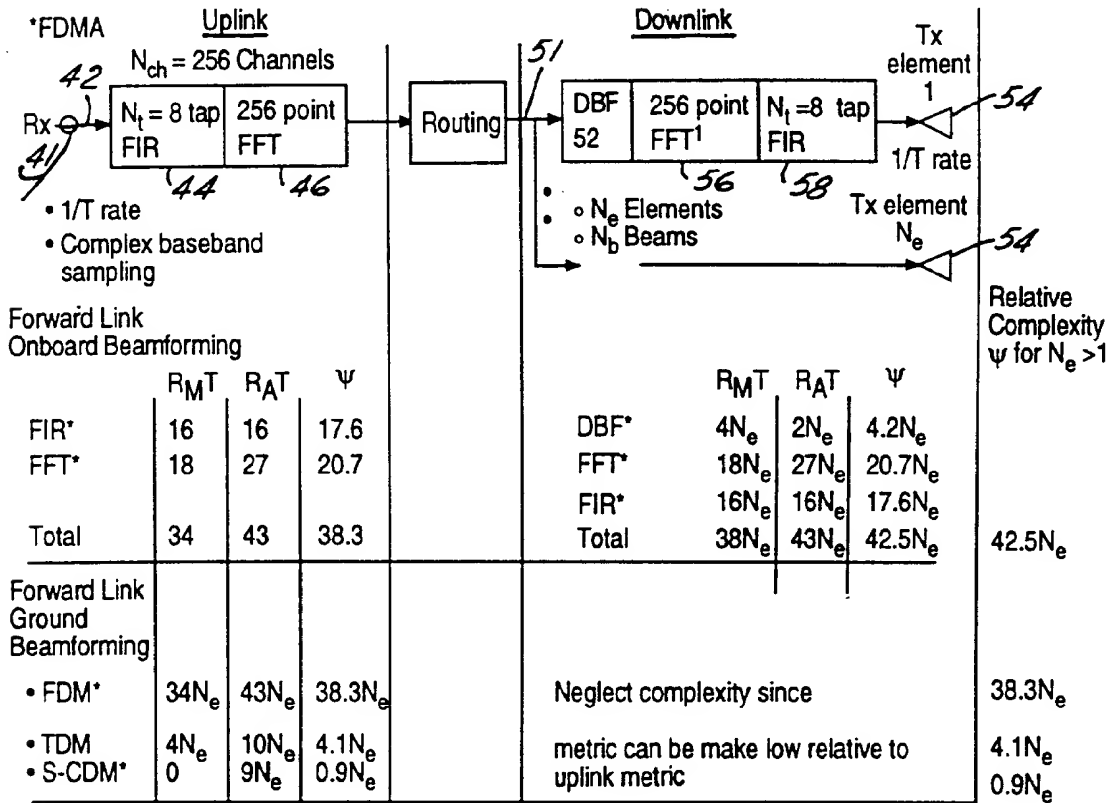 *FDMA
Uplink
Downlink
N_ch = 256 Channels
42
51
Tx
element
1
54
Rx
41
N_t = 8 tap
FIR
256 point
FFT
Routing
DBF
52
256 point
FFT¹
N_t =8 tap
FIR
44
46
56
58
1/T rate
• 1/T rate
• Complex baseband
sampling
○ N_e Elements
○ N_b Beams
Tx element
N_e
54
Relative
Complexity
ψ for N_e >1
Forward Link
Onboard Beamforming
R_MT R_AT Ψ
FIR* 16 16 17.6
FFT* 18 27 20.7
Total 34 43 38.3
R_MT R_AT Ψ
DBF* 4N_e 2N_e 4.2N_e
FFT* 18N_e 27N_e 20.7N_e
FIR* 16N_e 16N_e 17.6N_e
Total 38N_e 43N_e 42.5N_e 42.5N_e
Forward Link
Ground
Beamforming
• FDM* 34N_e 43N_e 38.3N_e Neglect complexity since 38.3N_e
• TDM 4N_e 10N_e 4.1N_e metric can be make low relative to 4.1N_e
• S-CDM* 0 9N_e 0.9N_e uplink metric 0.9N_e